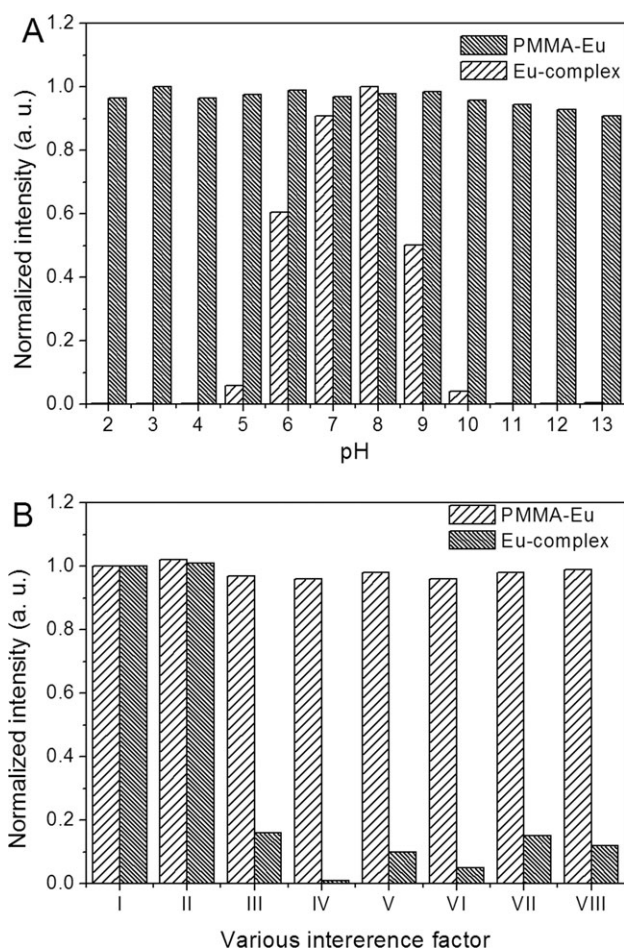 A
1.2
1.0
0.8
0.6
0.4
0.2
0.0
Normalized intensity (a. u.)
PMMA-Eu
Eu-complex
2 3 4 5 6 7 8 9 10 11 12 13
pH
B
1.2
1.0
0.8
0.6
0.4
0.2
0.0
Normalized intensity (a. u.)
PMMA-Eu
Eu-complex
I II III IV V VI VII VIII
Various intererence factor